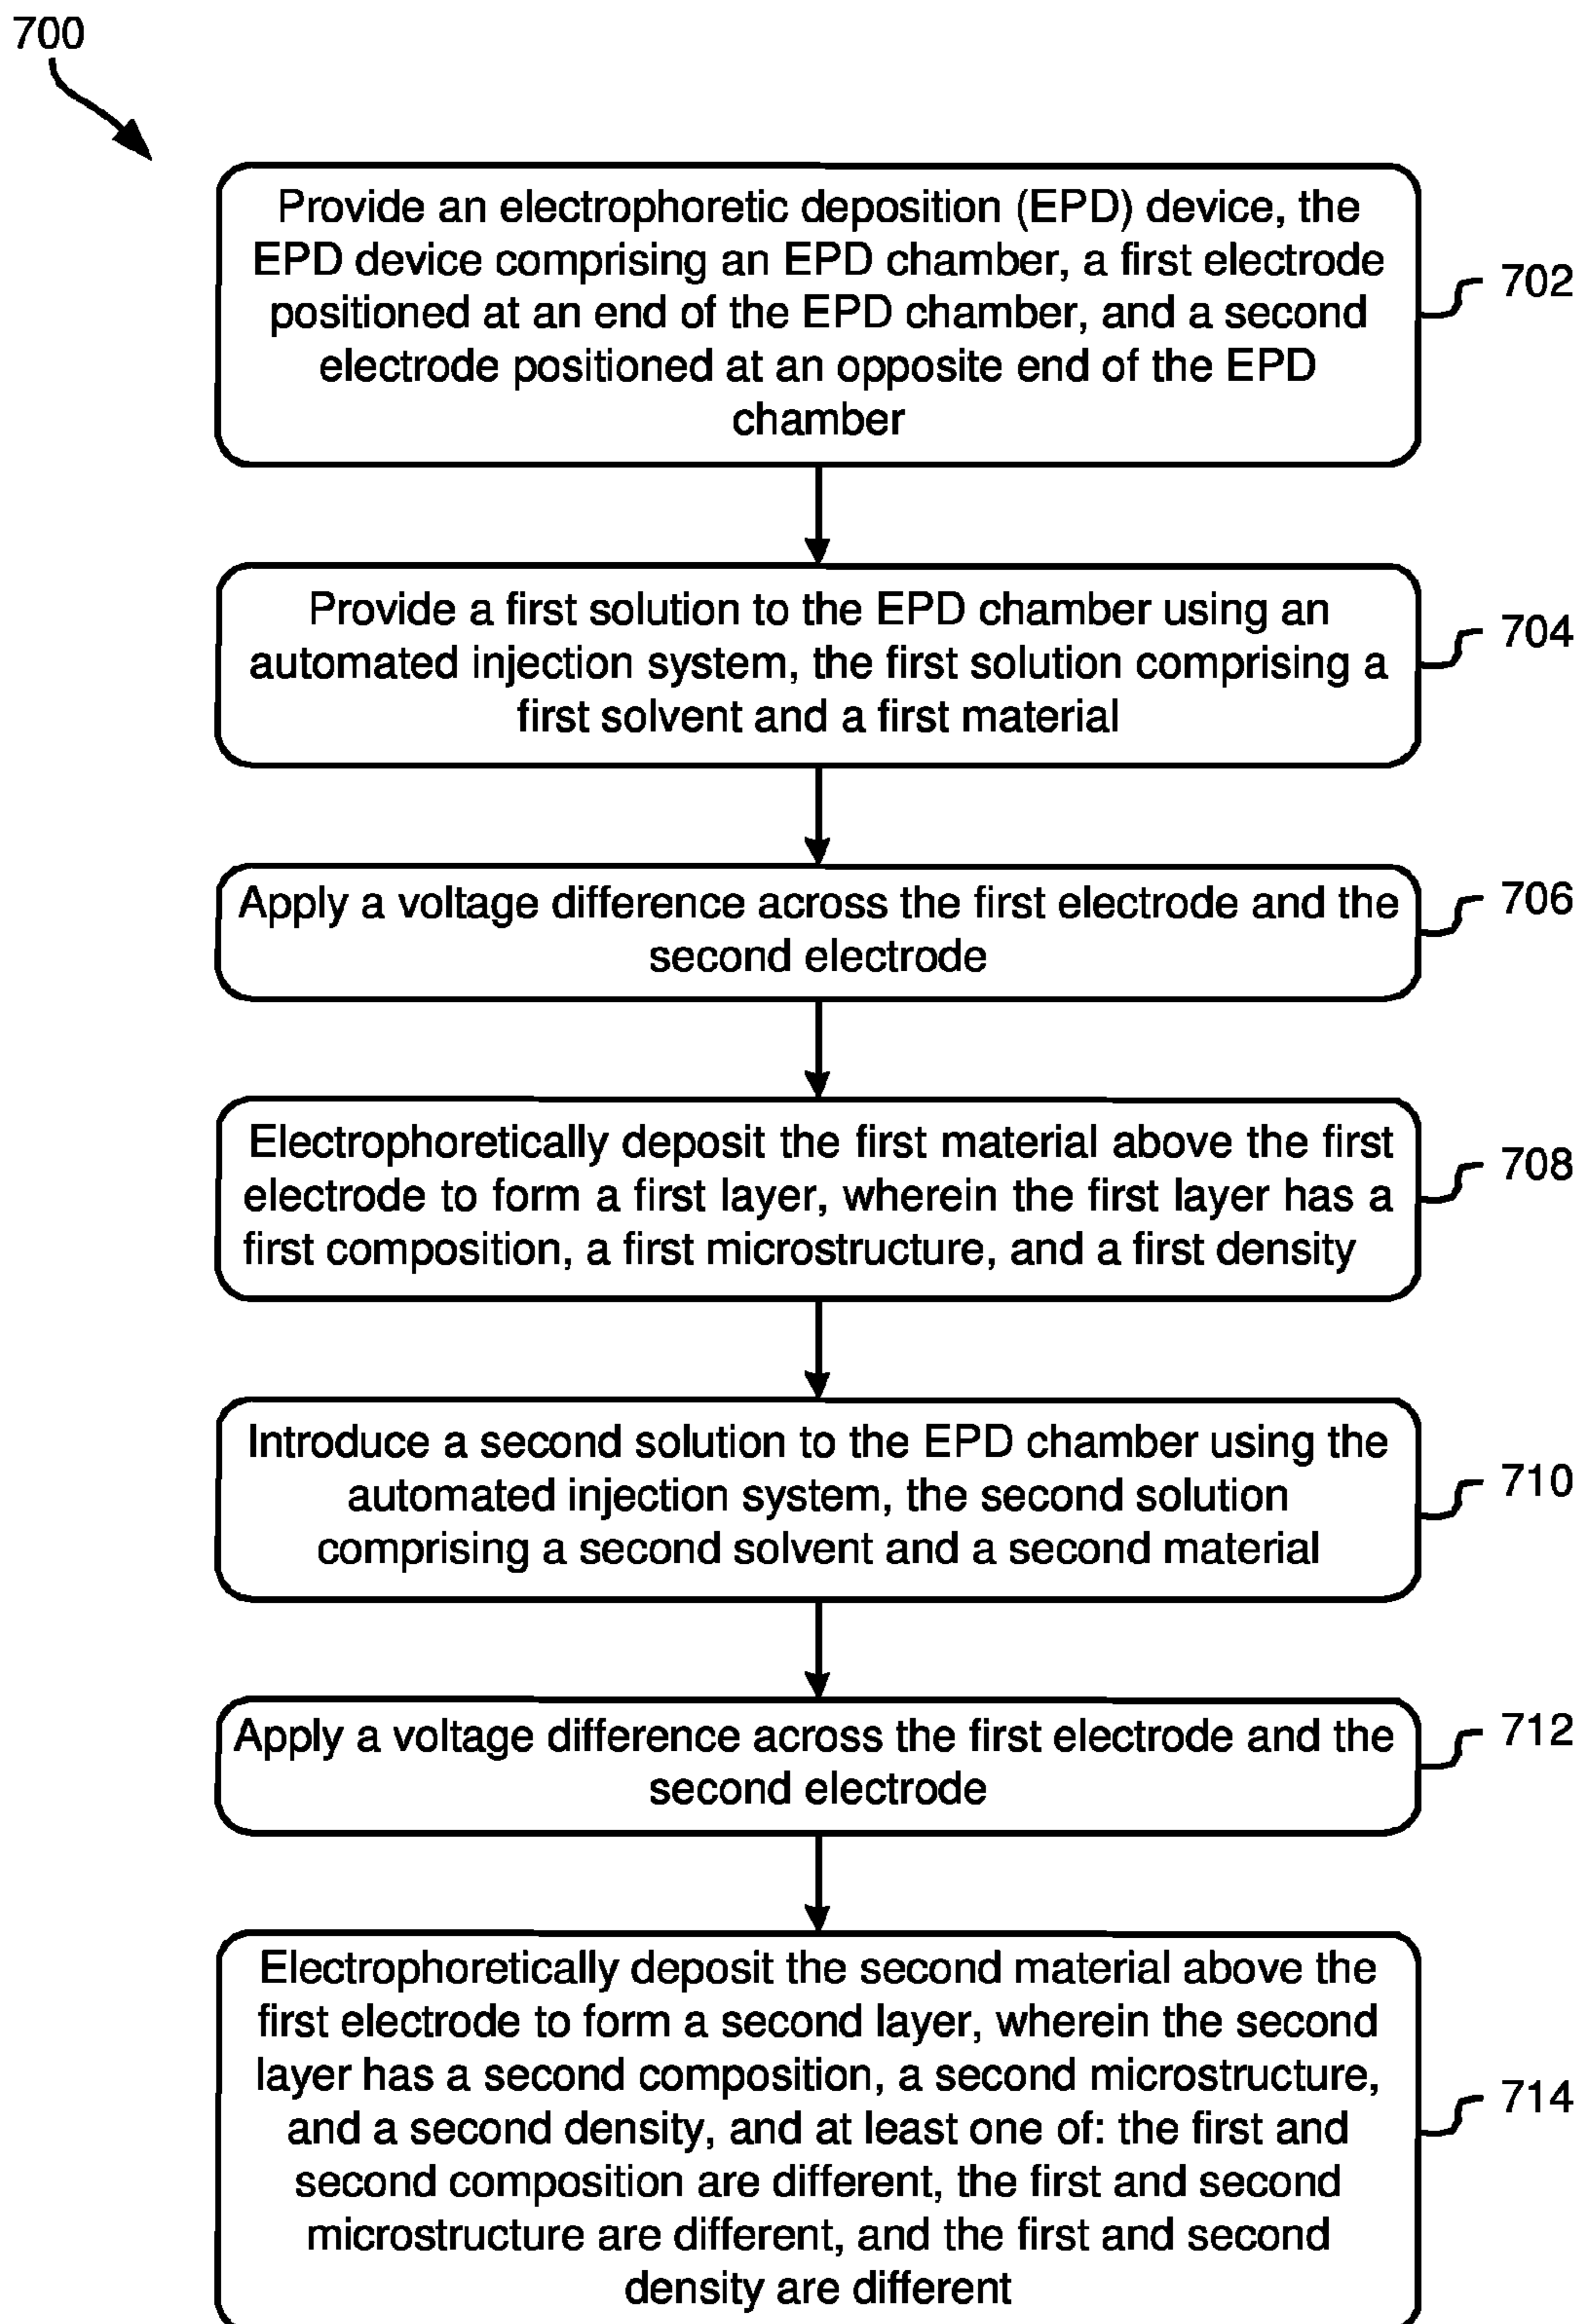 700
Provide an electrophoretic deposition (EPD) device, the
EPD device comprising an EPD chamber, a first electrode
positioned at an end of the EPD chamber, and a second
electrode positioned at an opposite end of the EPD
chamber
702
Provide a first solution to the EPD chamber using an
automated injection system, the first solution comprising a
first solvent and a first material
704
Apply a voltage difference across the first electrode and the
second electrode
706
Electrophoretically deposit the first material above the first
electrode to form a first layer, wherein the first layer has a
first composition, a first microstructure, and a first density
708
Introduce a second solution to the EPD chamber using the
automated injection system, the second solution
comprising a second solvent and a second material
710
Apply a voltage difference across the first electrode and the
second electrode
712
Electrophoretically deposit the second material above the
first electrode to form a second layer, wherein the second
layer has a second composition, a second microstructure,
and a second density, and at least one of: the first and
second composition are different, the first and second
microstructure are different, and the first and second
density are different
714